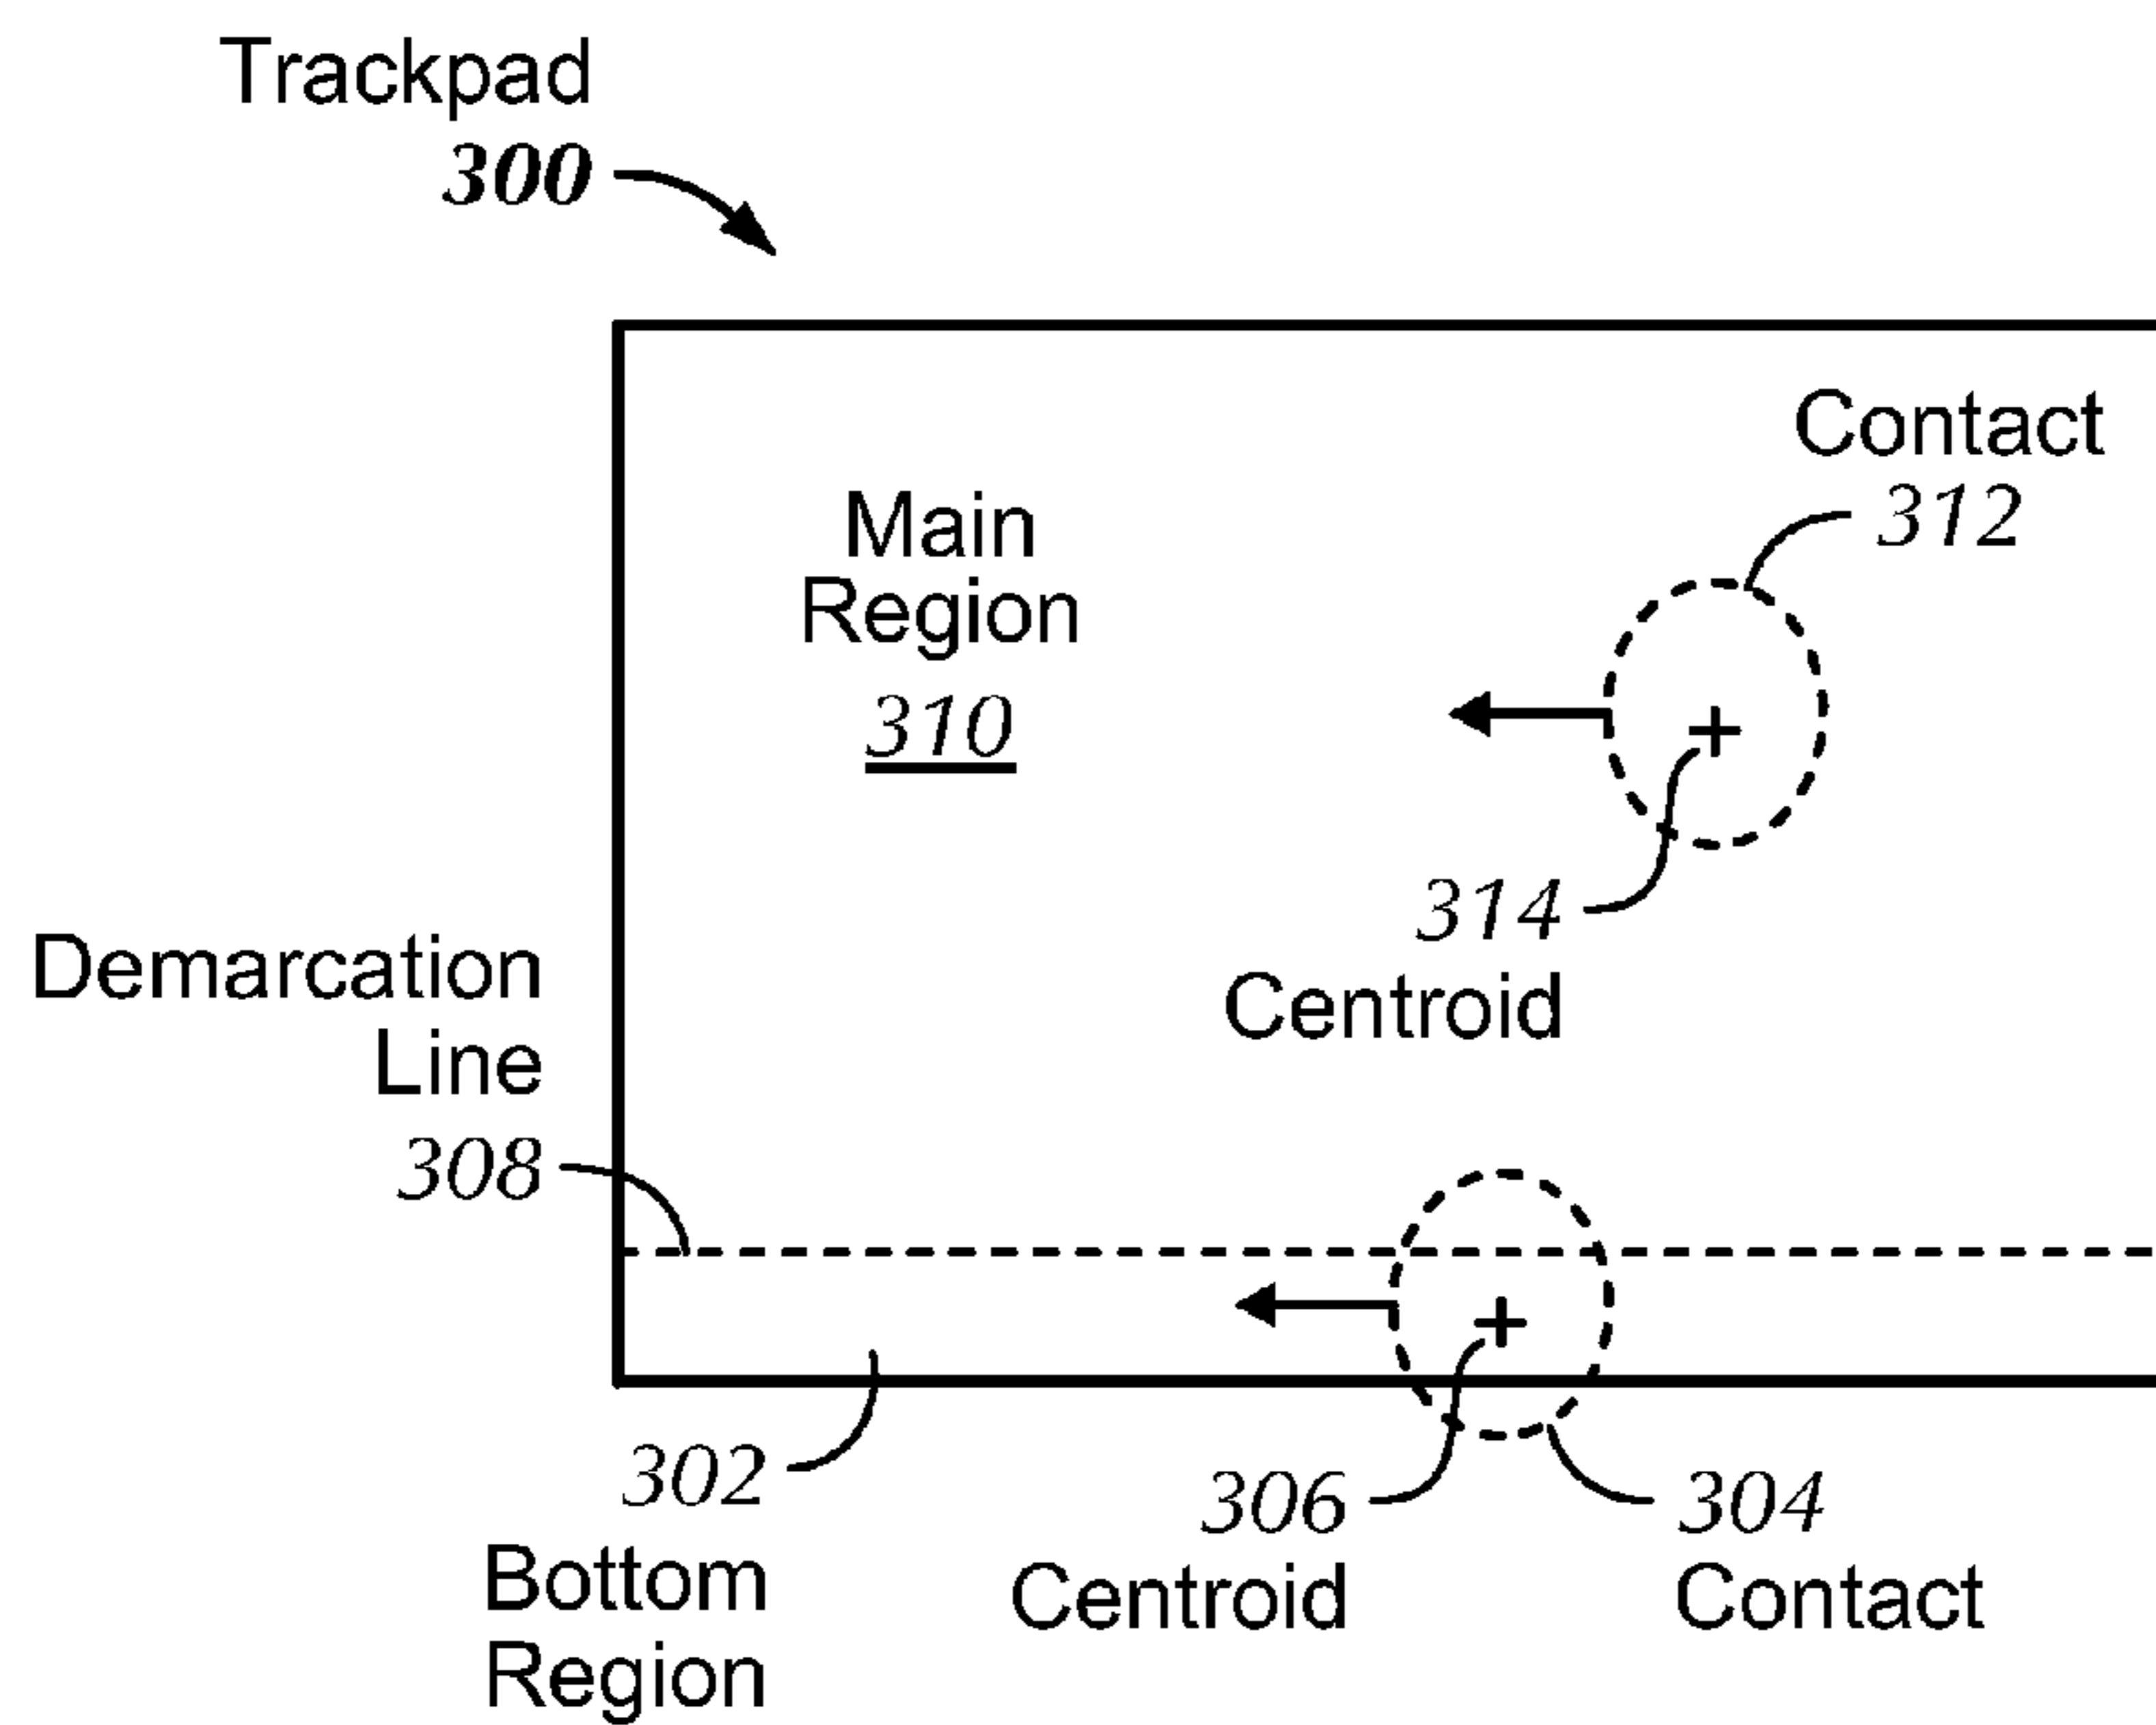 Trackpad
300
Contact
312
Main
Region
310
314
Centroid
Demarcation
Line
308
302
Bottom
Region
306
Centroid
304
Contact